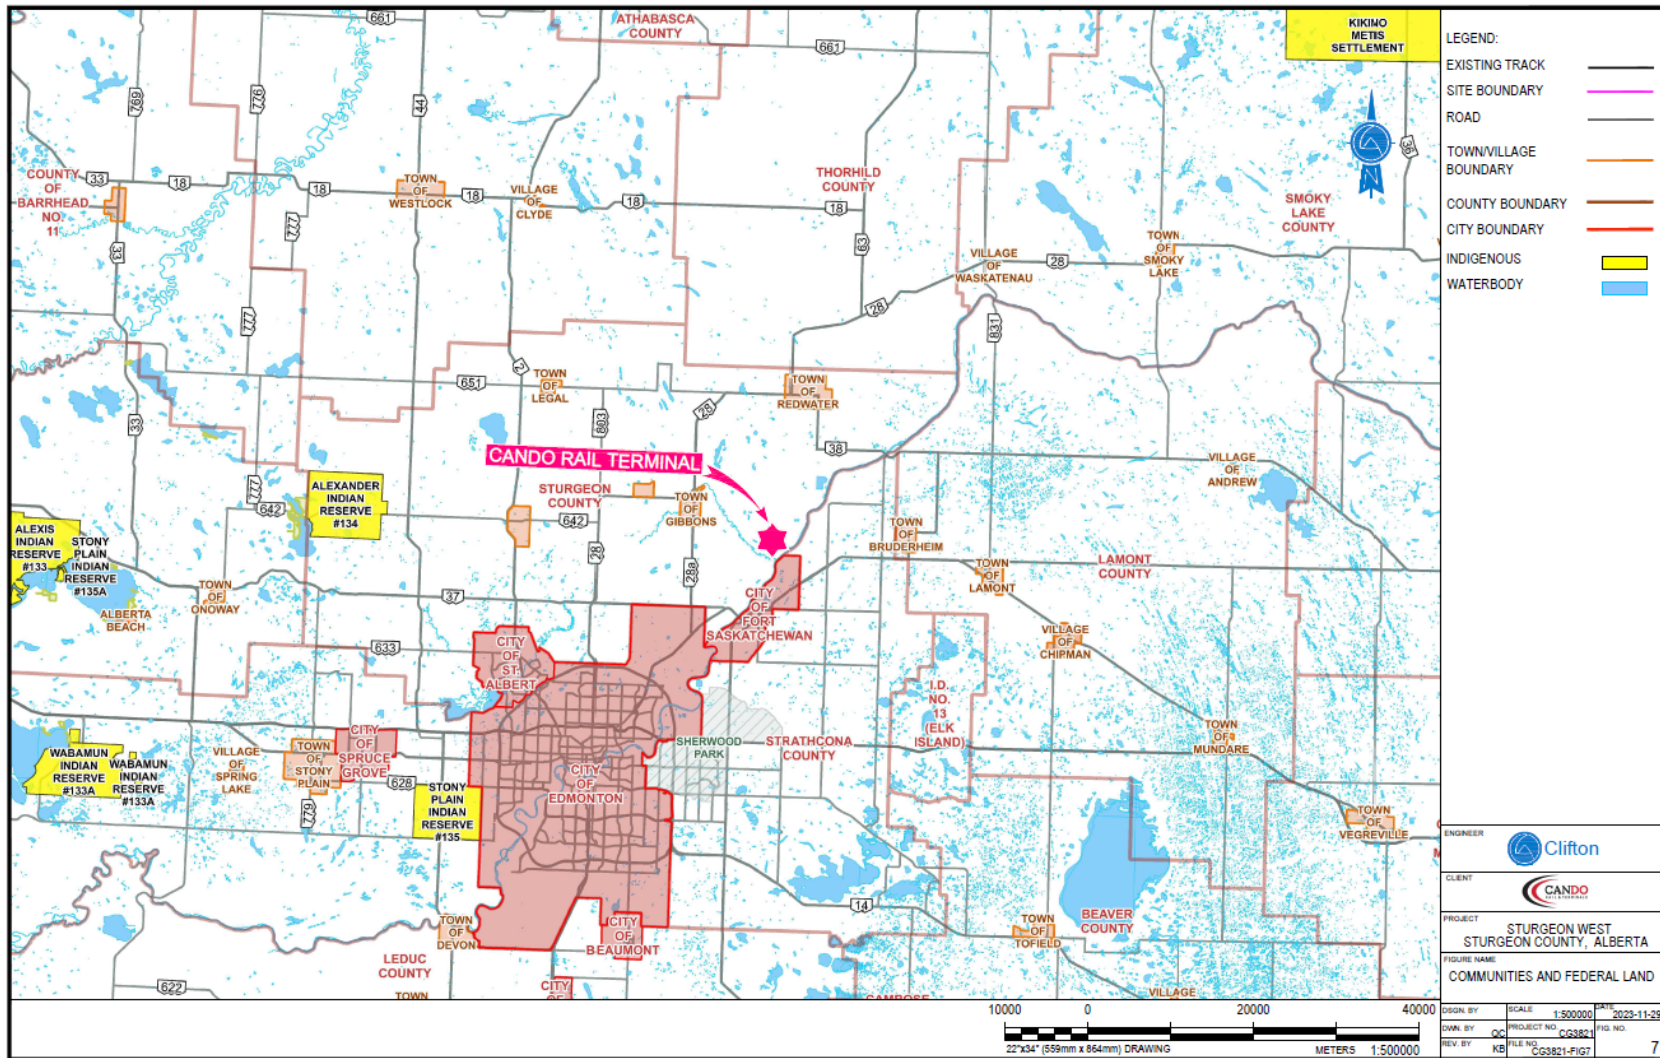 661
ATHABASCA
COUNTY
661
KIKINO
METIS
SETTLEMENT
769
776
44
36
COUNTY
OF
BARRHEAD
NO.
11
33
18
18
TOWN
OF
WESTLOCK
18
VILLAGE
OF
CLYDE
18
THORHILD
COUNTY
18
SMOKY
LAKE
COUNTY
33
777
63
VILLAGE
OF
WASKATENAU
28
TOWN
OF
SMOKY
LAKE
777
28
831
2
651
TOWN
OF
LEGAL
TOWN
OF
REDWATER
33
803
28
38
CANDO RAIL TERMINAL
VILLAGE
OF
ANDREW
777
642
ALEXANDER
INDIAN
RESERVE
#134
STURGEON
COUNTY
642
TOWN
OF
GIBBONS
ALEXIS
INDIAN
RESERVE
#133
STONY
PLAIN
INDIAN
RESERVE
#135A
28
28a
TOWN
OF
BRUDERHEIM
TOWN
OF
LAMONT
LAMONT
COUNTY
ALBERTA
BEACH
TOWN
OF
ONOWAY
37
CITY
OF
FORT
SASKATCHEWAN
633
CITY
OF
ST.
ALBERT
VILLAGE
OF
CHIPMAN
I.D.
NO.
13
(ELK
ISLAND)
WABAMUN
INDIAN
RESERVE
#133A
WABAMUN
INDIAN
RESERVE
#133A
VILLAGE
OF
SPRING
LAKE
TOWN
OF
STONY
PLAIN
CITY
OF
SPRUCE
GROVE
628
779
STONY
PLAIN
INDIAN
RESERVE
#135
CITY
OF
EDMONTON
SHERWOOD
PARK
STRATHCONA
COUNTY
TOWN
OF
MUNDARE
TOWN
OF
VEGREVILLE
14
TOWN
OF
DEVON
CITY
OF
BEAUMONT
TOWN
OF
TOFIELD
BEAVER
COUNTY
LEDUC
COUNTY
622
TOWN
CITY
OF
CAMROSE
VILLAGE
LEGEND:
EXISTING TRACK
SITE BOUNDARY
ROAD
TOWN/VILLAGE
BOUNDARY
COUNTY BOUNDARY
CITY BOUNDARY
INDIGENOUS
WATERBODY
10000 0 20000 40000
22"x34" (559mm x 864mm) DRAWING METERS 1:500000
ENGINEER
Clifton
CLIENT
CANDO
RAIL & TERMINALS
PROJECT
STURGEON WEST
STURGEON COUNTY, ALBERTA
FIGURE NAME
COMMUNITIES AND FEDERAL LAND
DSGN. BY SCALE 1:500000 DATE 2023-11-29
DWN. BY QC PROJECT NO. CG3821 FIG. NO.
REV. BY KB FILE NO. CG3821-FIG7 7